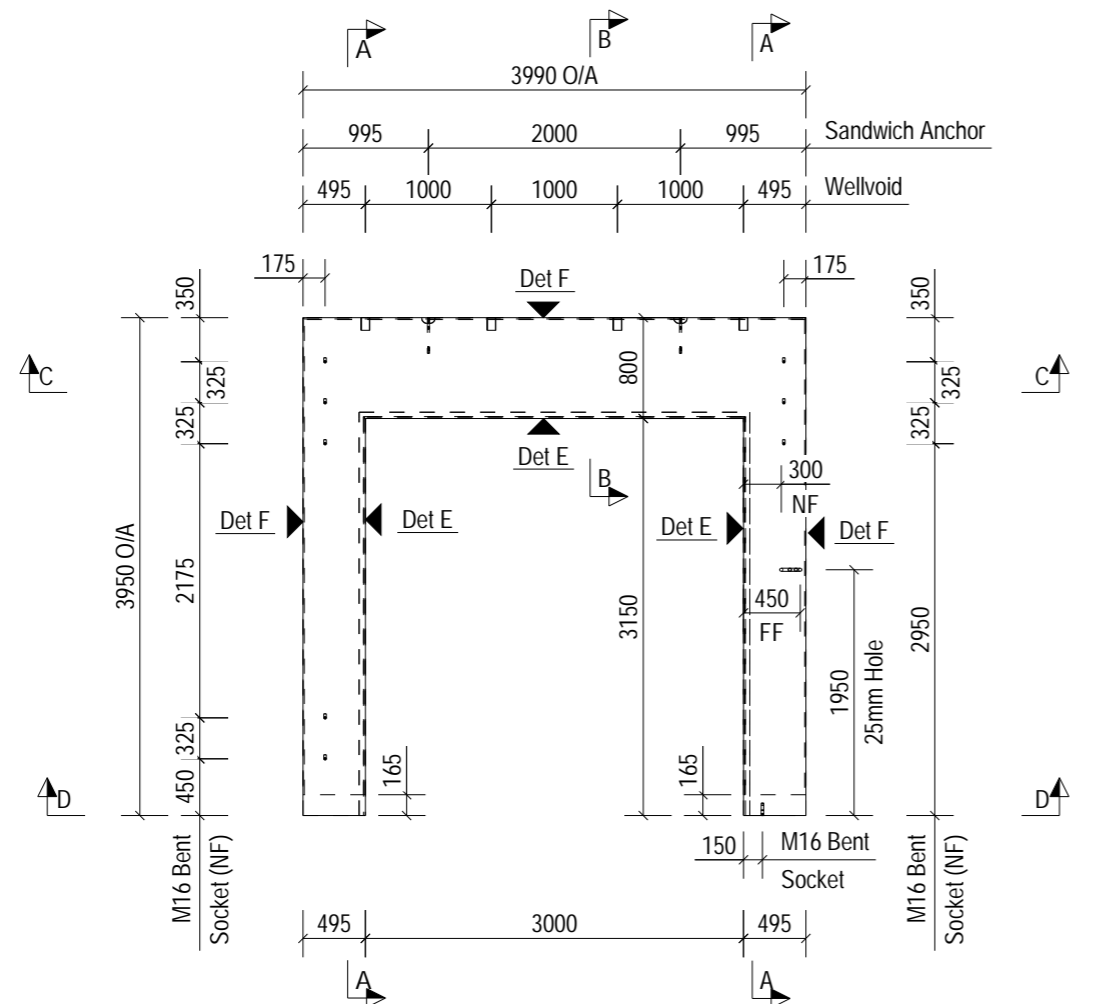 A
B
A
3990 O/A
995
2000
995
Sandwich Anchor
495
1000
1000
1000
495
Wellvoid
175
Det F
175
350
350
C
C
325
325
800
325
325
Det E
300
NF
B
Det F
Det E
Det E
Det F
3950 O/A
2175
3150
450
FF
1950
25mm Hole
2950
325
450
165
165
D
D
150
M16 Bent
Socket
M16 Bent
Socket (NF)
M16 Bent
Socket (NF)
495
3000
495
A
A